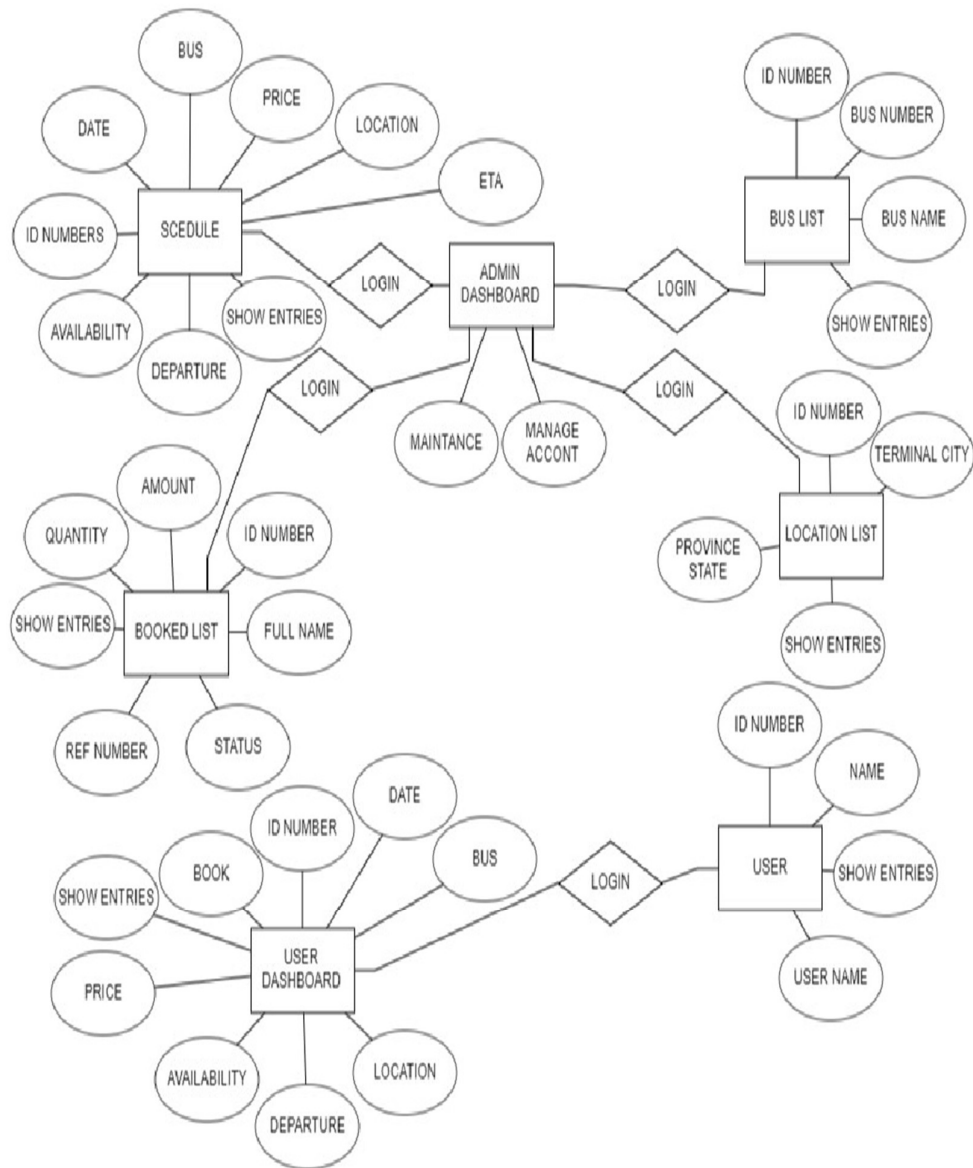 BUS
ID NUMBER
PRICE
BUS NUMBER
DATE
LOCATION
ETA
SCEDULE
BUS LIST
BUS NAME
ID NUMBERS
ADMIN
DASHBOARD
LOGIN
LOGIN
AVAILABILITY
SHOW ENTRIES
SHOW ENTRIES
DEPARTURE
LOGIN
LOGIN
ID NUMBER
MAINTANCE
MANAGE
ACCONT
TERMINAL CITY
AMOUNT
QUANTITY
ID NUMBER
PROVINCE
STATE
LOCATION LIST
SHOW ENTRIES
BOOKED LIST
FULL NAME
SHOW ENTRIES
REF NUMBER
STATUS
ID NUMBER
DATE
NAME
ID NUMBER
BUS
BOOK
LOGIN
USER
SHOW ENTRIES
SHOW ENTRIES
USER
DASHBOARD
USER NAME
PRICE
AVAILABILITY
LOCATION
DEPARTURE